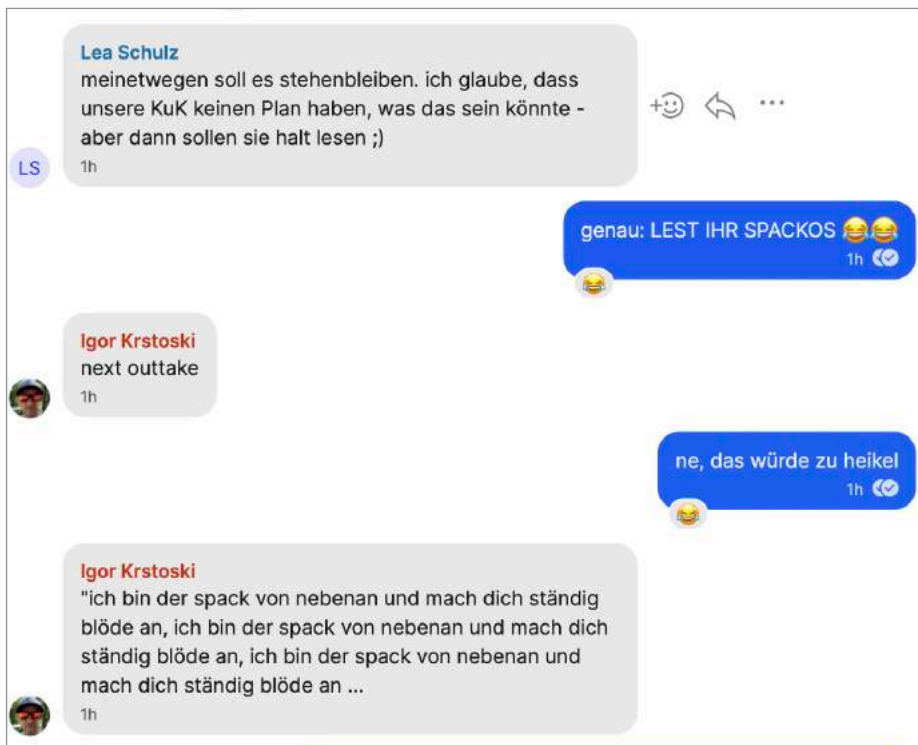 Lea Schulz
meinetwegen soll es stehenbleiben. ich glaube, dass
unsere KuK keinen Plan haben, was das sein könnte -
aber dann sollen sie halt lesen ;)
1h
LS
genau: LEST IHR SPACKOS 😂😂
1h
😂
Igor Krstoski
next outtake
1h
ne, das würde zu heikel
1h
😂
Igor Krstoski
"ich bin der spack von nebenan und mach dich ständig
blöde an, ich bin der spack von nebenan und mach dich
ständig blöde an, ich bin der spack von nebenan und
mach dich ständig blöde an ...
1h